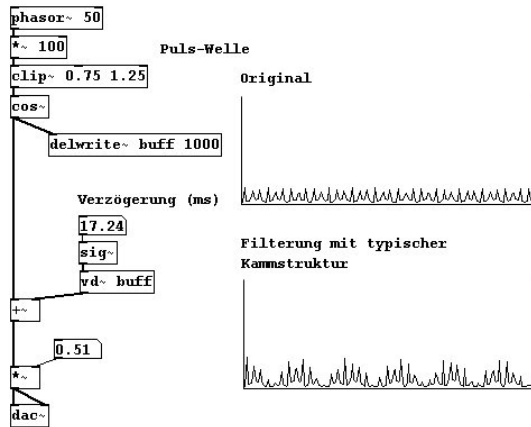 phasor~ 50
*~ 100
Puls-Welle
clip~ 0.75 1.25
Original
cos~
delwrite~ buff 1000
Verzögerung (ms)
17.24
sig~
Filterung mit typischer
Kammstruktur
vd~ buff
+~
0.51
*~
dac~